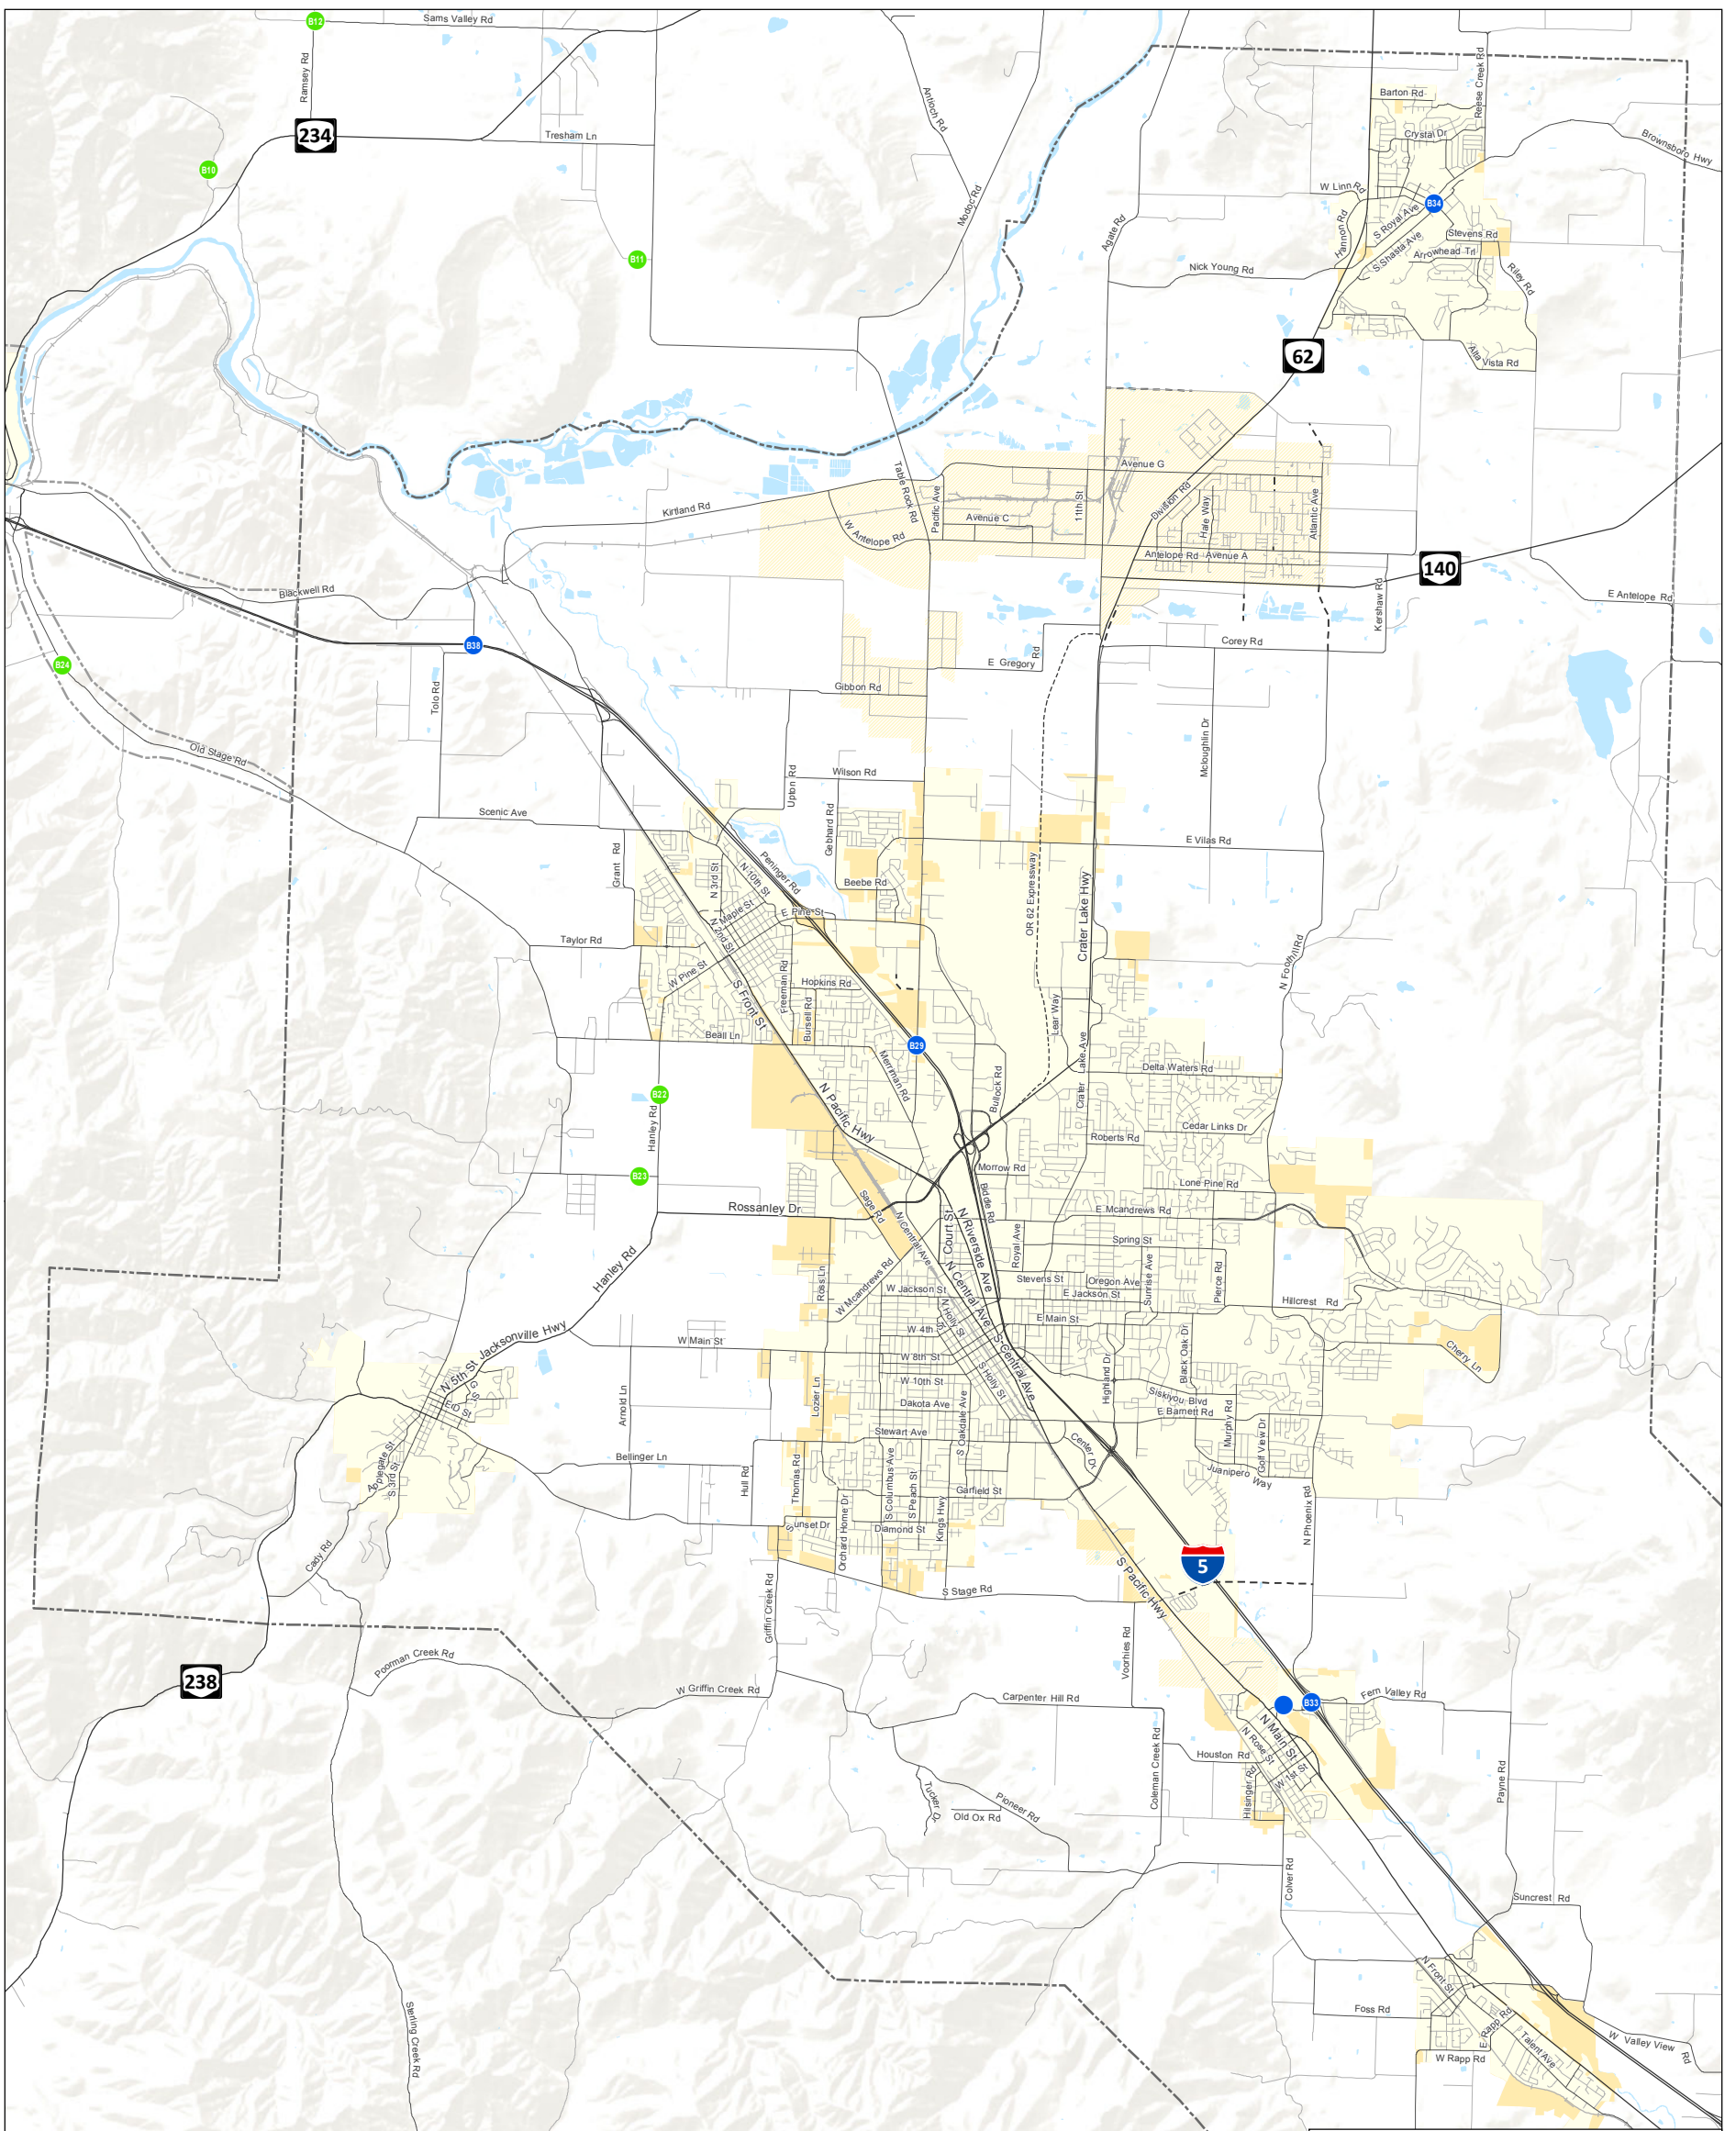 B12
Sams Valley Rd
Ramsey Rd
234
Tresham Ln
B10
B11
Antioch Rd
Modoc Rd
Agate Rd
Barton Rd
Reese Creek Rd
Crystal Dr
Brownsboro Hwy
W Linn Rd
B34
Hannon Rd
S Royal Ave
S Shasta Ave
Stevens Rd
Arrowhead Trl
Riley Rd
Nick Young Rd
62
Alta Vista Rd
Avenue G
Table Rock Rd
Pacific Ave
Kirtland Rd
Avenue C
11th St
Division Rd
Hale Way
Atlantic Ave
W Antelope Rd
Antelope Rd
Avenue A
140
Kershaw Rd
E Antelope Rd
Blackwell Rd
B38
B24
Corey Rd
E Gregory Rd
Tolo Rd
Gibbon Rd
Old Stage Rd
Mcloughlin Dr
Wilson Rd
Upton Rd
Gebhard Rd
Scenic Ave
E Vilas Rd
Grant Rd
N 3rd St
N 10th St
Peninger Rd
Beebe Rd
OR 62 Expressway
Crater Lake Hwy
Maple St
E Pine St
N 2nd St
Taylor Rd
W Pine St
S Front St
Freeman Rd
Hopkins Rd
Bursell Rd
N Foothill Rd
Lear Way
Beall Ln
B29
Merriman Rd
Crater Lake Ave
Delta Waters Rd
Bullock Rd
B22
Hanley Rd
N Pacific Hwy
Cedar Links Dr
Roberts Rd
B23
Morrow Rd
Lone Pine Rd
Biddle Rd
Sage Rd
Rossanley Dr
N Central Ave
Court St
N Riverside Ave
Royal Ave
E Mcandrews Rd
Spring St
Hanley Rd
Ross Ln
W Mcandrews Rd
N Central Ave
Stevens St
Oregon Ave
Sunrise Ave
Pierce Rd
W Jackson St
E Jackson St
Hillcrest Rd
N Holly St
E Main St
W 4th St
S Central Ave
Jacksonville Hwy
W Main St
Black Oak Dr
Cherry Ln
W 8th St
S Holly St
Highland Dr
N 5th St
G St
E D St
W 10th St
Arnold Ln
Lozier Ln
Dakota Ave
Siskiyou Blvd
E Barnett Rd
Stewart Ave
S Oakdale Ave
Center Dr
Murphy Rd
Golf View Dr
Applegate St
S 3rd St
Bellinger Ln
Hull Rd
Thomas Rd
S Columbus Ave
S Peach St
Garfield St
Juanipero Way
Orchard Home Dr
Kings Hwy
Sunset Dr
Diamond St
N Phoenix Rd
Cady Rd
5
S Pacific Hwy
S Stage Rd
Griffin Creek Rd
Voorhies Rd
238
Poorman Creek Rd
W Griffin Creek Rd
Carpenter Hill Rd
B33
Fern Valley Rd
N Main St
N Rose St
Houston Rd
W 1st St
Hilsinger Rd
Coleman Creek Rd
Payne Rd
Tucker Dr
Pioneer Rd
Old Ox Rd
Colver Rd
Suncrest Rd
N Front St
Foss Rd
E Rapp Rd
Talent Ave
W Valley View Rd
W Rapp Rd
Sterling Creek Rd